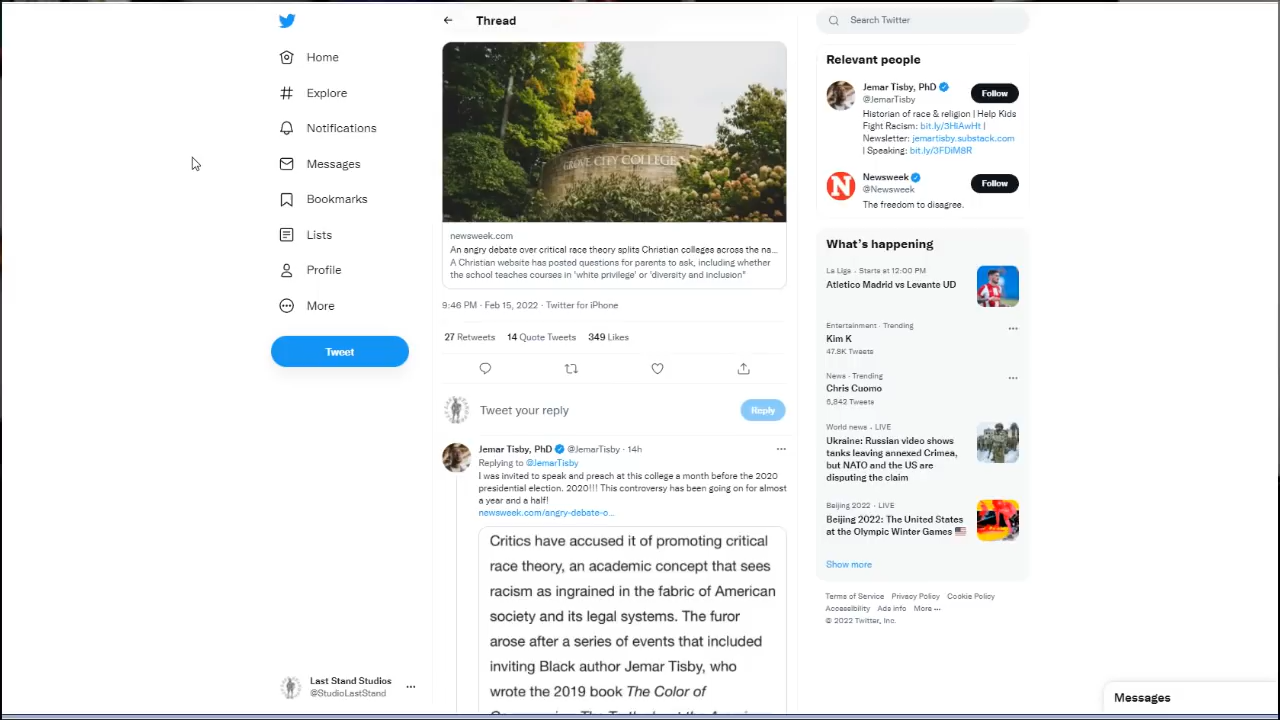 Home
Explore
Notifications
Messages
Bookmarks
Lists
Profile
More
Tweet
Last Stand Studios
@StudioLastStand
Thread
GROVE CITY COLLEGE
newsweek.com
An angry debate over critical race theory splits Christian colleges across the na...
A Christian website has posted questions for parents to ask, including whether
the school teaches courses in 'white privilege' or 'diversity and inclusion"
9:46 PM · Feb 15, 2022 · Twitter for iPhone
27 Retweets 14 Quote Tweets 349 Likes
Tweet your reply
Reply
Jemar Tisby, PhD @JemarTisby · 14h
Replying to @JemarTisby
I was invited to speak and preach at this college a month before the 2020
presidential election. 2020!!! This controversy has been going on for almost
a year and a half!
newsweek.com/angry-debate-o...
Critics have accused it of promoting critical
race theory, an academic concept that sees
racism as ingrained in the fabric of American
society and its legal systems. The furor
arose after a series of events that included
inviting Black author Jemar Tisby, who
wrote the 2019 book The Color of
Search Twitter
Relevant people
Jemar Tisby, PhD
@JemarTisby
Follow
Historian of race & religion | Help Kids
Fight Racism: bit.ly/3HiAwHt |
Newsletter: jemartisby.substack.com
| Speaking: bit.ly/3FDiM8R
Newsweek
@Newsweek
Follow
The freedom to disagree.
What's happening
La Liga · Starts at 12:00 PM
Atletico Madrid vs Levante UD
Entertainment · Trending
Kim K
47.8K Tweets
News · Trending
Chris Cuomo
6,842 Tweets
World news · LIVE
Ukraine: Russian video shows
tanks leaving annexed Crimea,
but NATO and the US are
disputing the claim
Beijing 2022 · LIVE
Beijing 2022: The United States
at the Olympic Winter Games
Show more
Terms of Service Privacy Policy Cookie Policy
Accessibility Ads info More ···
© 2022 Twitter, Inc.
Messages